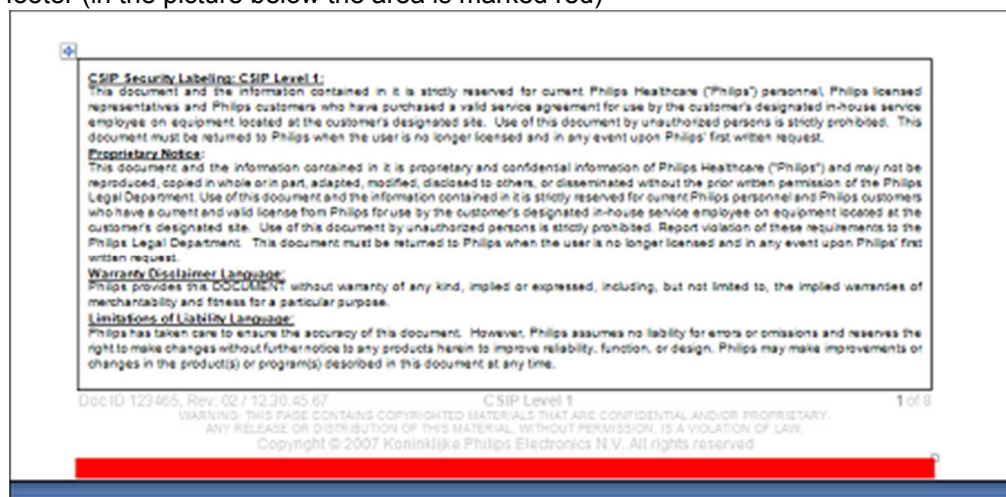 footer (in the picture below the area is marked red)
CSIP Security Labeling: CSIP Level 1:
This document and the information contained in it is strictly reserved for current Philips Healthcare ("Philips") personnel, Philips licensed
representatives and Philips customers who have purchased a valid service agreement for use by the customer's designated in-house service
employee on equipment located at the customer's designated site. Use of this document by unauthorized persons is strictly prohibited. This
document must be returned to Philips when the user is no longer licensed and in any event upon Philips' first written request.
Proprietary Notice:
This document and the information contained in it is proprietary and confidential information of Philips Healthcare ("Philips") and may not be
reproduced, copied in whole or in part, adapted, modified, disclosed to others, or disseminated without the prior written permission of the Philips
Legal Department. Use of this document and the information contained in it is strictly reserved for current Philips personnel and Philips customers
who have a current and valid license from Philips for use by the customer's designated in-house service employee on equipment located at the
customer's designated site. Use of this document by unauthorized persons is strictly prohibited. Report violation of these requirements to the
Philips Legal Department. This document must be returned to Philips when the user is no longer licensed and in any event upon Philips' first
written request.
Warranty Disclaimer Language:
Philips provides this DOCUMENT without warranty of any kind, implied or expressed, including, but not limited to, the implied warranties of
merchantability and fitness for a particular purpose.
Limitations of Liability Language:
Philips has taken care to ensure the accuracy of this document. However, Philips assumes no liability for errors or omissions and reserves the
right to make changes without further notice to any products herein to improve reliability, function, or design. Philips may make improvements or
changes in the product(s) or program(s) described in this document at any time.
Doc ID 123465, Rev: 02 / 12.30.45.67 CSIP Level 1 1 of 8
WARNING: THIS PAGE CONTAINS COPYRIGHTED MATERIALS THAT ARE CONFIDENTIAL AND/OR PROPRIETARY.
ANY RELEASE OR DISTRIBUTION OF THIS MATERIAL, WITHOUT PERMISSION, IS A VIOLATION OF LAW.
Copyright © 2007 Koninklijke Philips Electronics N.V. All rights reserved